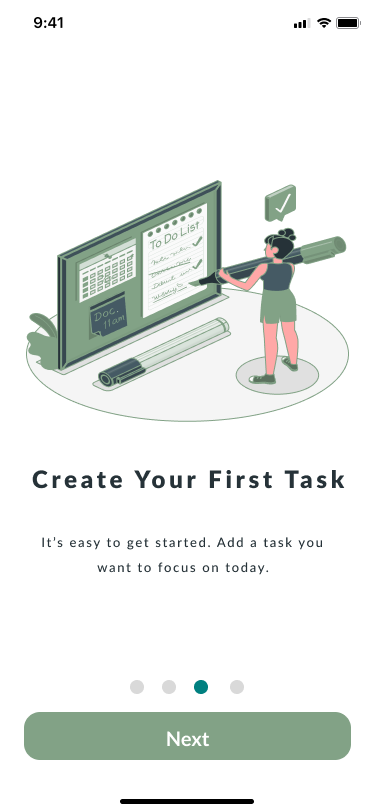 9:41
To Do List
Doc.
11am
Create Your First Task
It's easy to get started. Add a task you
want to focus on today.
Next